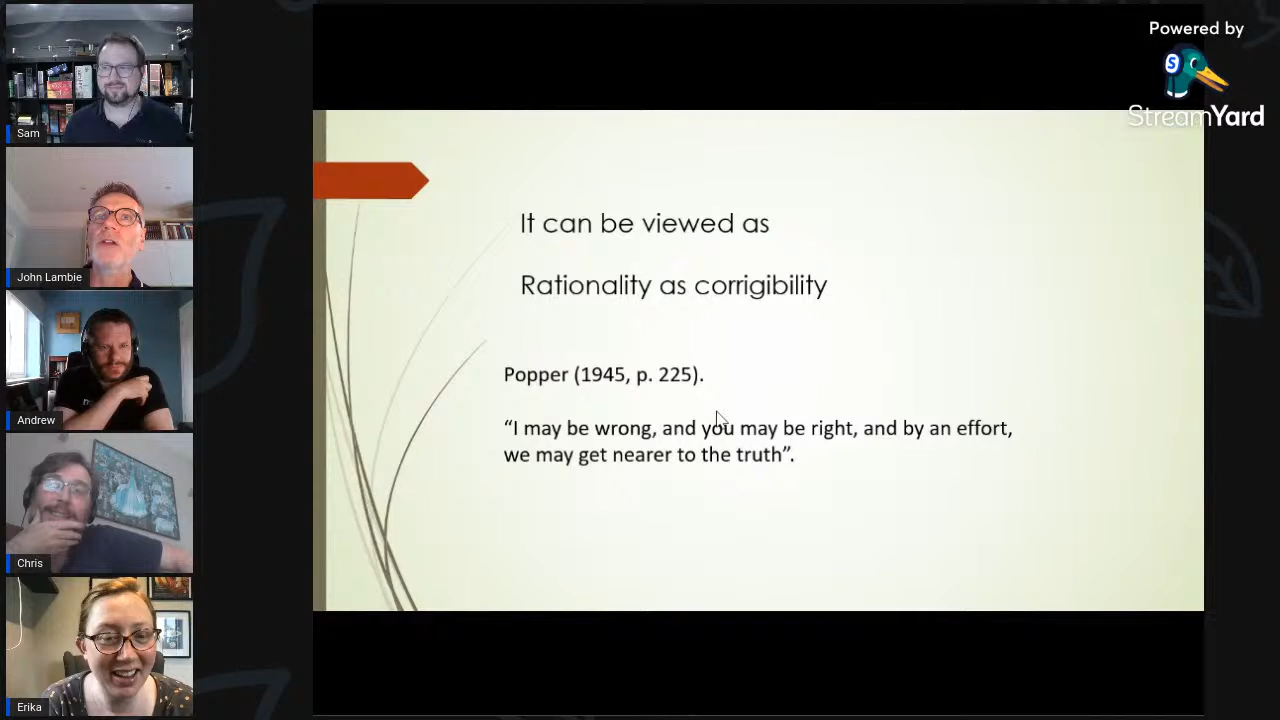 Sam
John Lambie
Andrew
Chris
Erika
Powered by
S
StreamYard
It can be viewed as
Rationality as corrigibility
Popper (1945, p. 225).
“I may be wrong, and you may be right, and by an effort,
we may get nearer to the truth”.